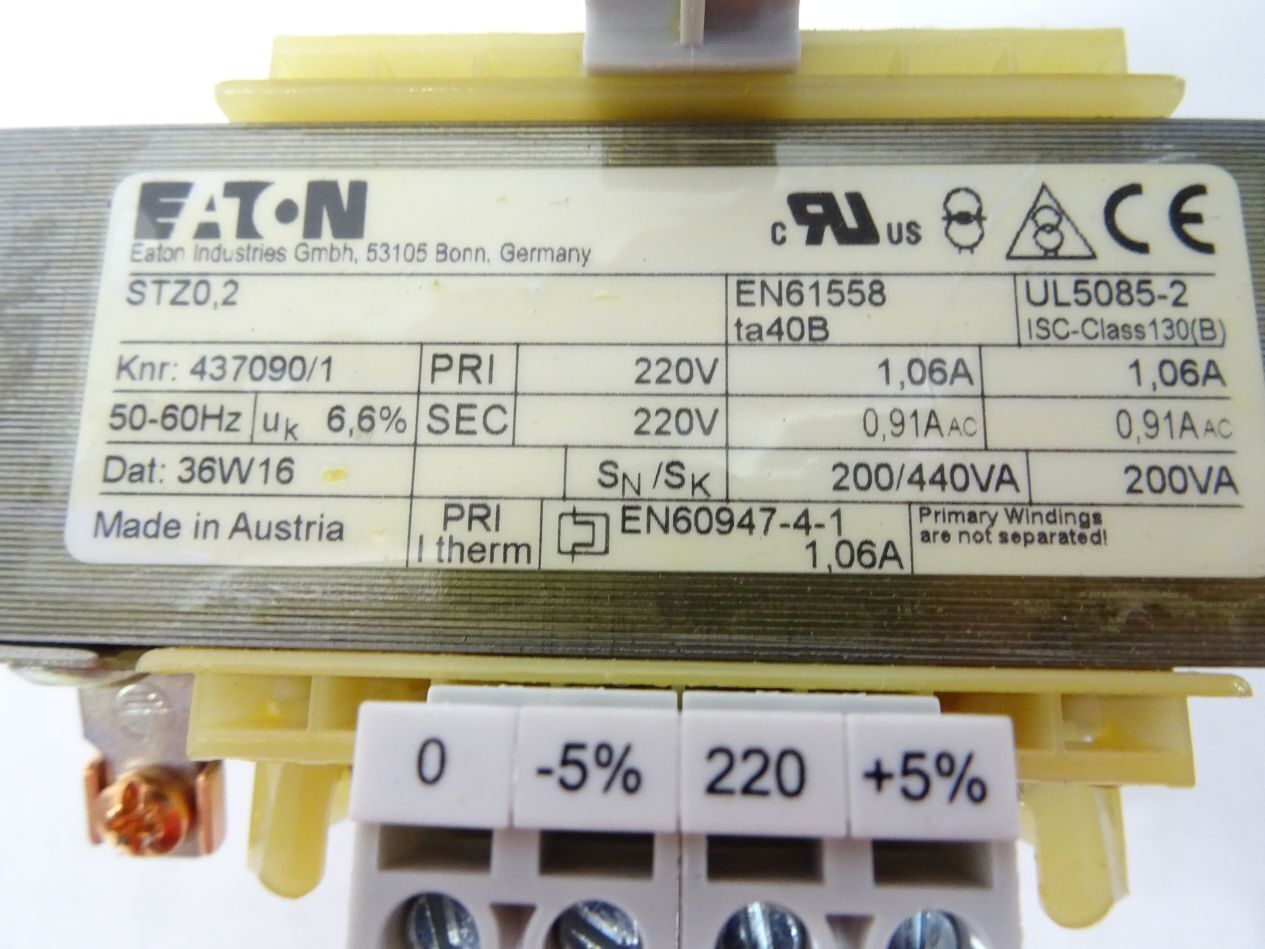 EATON
Eaton Industries Gmbh, 53105 Bonn. Germany
c RU US CE
STZ0,2 EN61558 UL5085-2
ta40B ISC-Class130(B)
Knr: 437090/1 PRI 220V 1,06A 1,06A
50-60Hz uk 6,6% SEC 220V 0,91A AC 0,91A AC
Dat: 36W16 SN /SK 200/440VA 200VA
Made in Austria PRI EN60947-4-1 Primary Windings
I therm 1,06A are not separated!
0 -5% 220 +5%